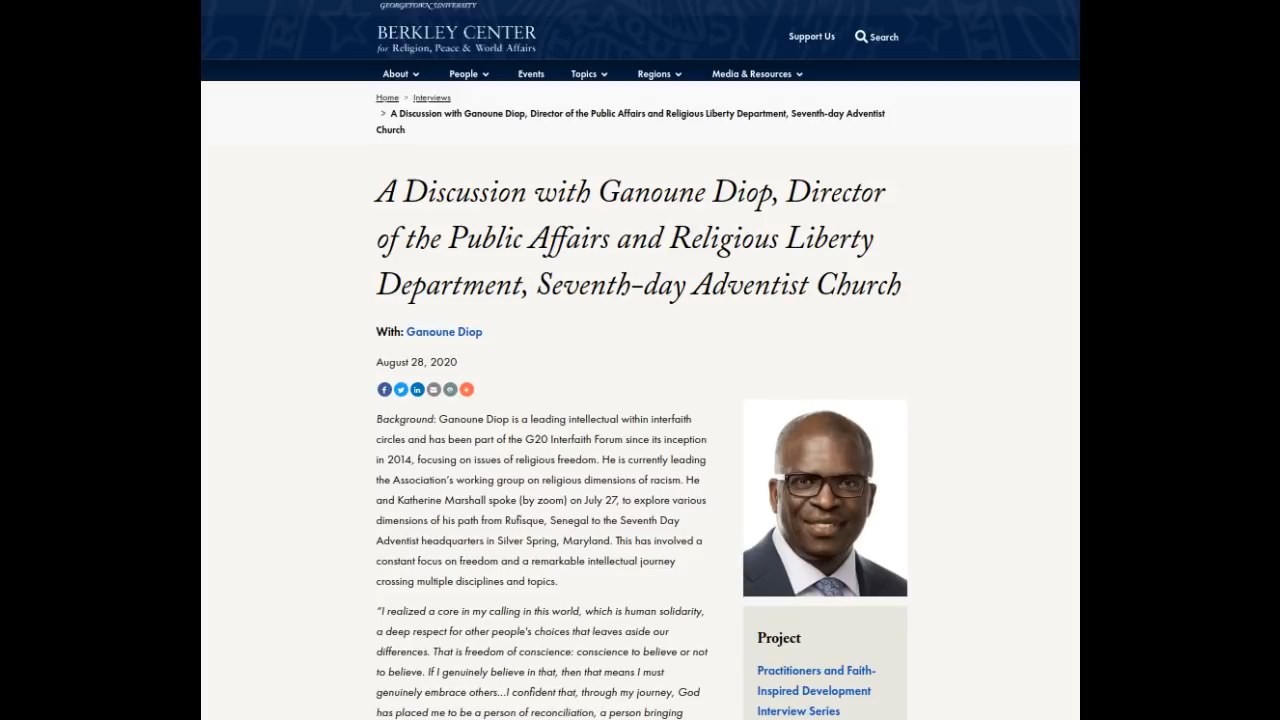 GEORGETOWN UNIVERSITY
BERKLEY CENTER
for Religion, Peace & World Affairs
Support Us
Search
About
People
Events
Topics
Regions
Media & Resources
Home > Interviews
> A Discussion with Ganoune Diop, Director of the Public Affairs and Religious Liberty Department, Seventh-day Adventist
Church
A Discussion with Ganoune Diop, Director
of the Public Affairs and Religious Liberty
Department, Seventh-day Adventist Church
With: Ganoune Diop
August 28, 2020
Background: Ganoune Diop is a leading intellectual within interfaith
circles and has been part of the G20 Interfaith Forum since its inception
in 2014, focusing on issues of religious freedom. He is currently leading
the Association's working group on religious dimensions of racism. He
and Katherine Marshall spoke (by zoom) on July 27, to explore various
dimensions of his path from Rufisque, Senegal to the Seventh Day
Adventist headquarters in Silver Spring, Maryland. This has involved a
constant focus on freedom and a remarkable intellectual journey
crossing multiple disciplines and topics.
"I realized a core in my calling in this world, which is human solidarity,
a deep respect for other people's choices that leaves aside our
differences. That is freedom of conscience: conscience to believe or not
to believe. If I genuinely believe in that, then that means I must
genuinely embrace others...I confident that, through my journey, God
has placed me to be a person of reconciliation, a person bringing
Project
Practitioners and Faith-
Inspired Development
Interview Series